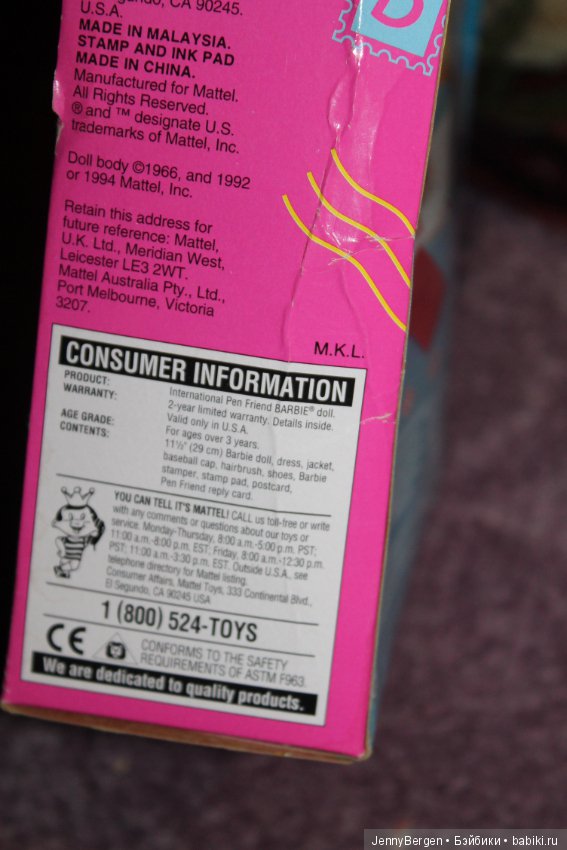 Segundo, CA 90245.
U.S.A.
MADE IN MALAYSIA.
STAMP AND INK PAD
MADE IN CHINA.
Manufactured for Mattel.
All Rights Reserved.
® and ™ designate U.S.
trademarks of Mattel, Inc.
Doll body ©1966, and 1992
or 1994 Mattel, Inc.
Retain this address for
future reference: Mattel,
U.K. Ltd., Meridian West,
Leicester LE3 2WT.
Mattel Australia Pty., Ltd.,
Port Melbourne, Victoria
3207.
D
M.K.L.
CONSUMER INFORMATION
PRODUCT: International Pen Friend BARBIE® doll.
WARRANTY: 2-year limited warranty. Details inside.
Valid only in U.S.A.
AGE GRADE: For ages over 3 years.
CONTENTS: 11½" (29 cm) Barbie doll, dress, jacket,
baseball cap, hairbrush, shoes, Barbie
stamper, stamp pad, postcard,
Pen Friend reply card.
YOU CAN TELL IT'S MATTEL! CALL us toll-free or write
with any comments or questions about our toys or
service. Monday-Thursday, 8:00 a.m.-5:00 p.m. PST;
11:00 a.m.-8:00 p.m. EST. Friday, 8:00 a.m.-12:30 p.m.
PST; 11:00 a.m.-3:30 p.m. EST. Outside U.S.A., see
telephone directory for Mattel listing.
Consumer Affairs, Mattel Toys, 333 Continental Blvd.,
El Segundo, CA 90245 USA
1 (800) 524-TOYS
CE
CONFORMS TO THE SAFETY
REQUIREMENTS OF ASTM F963.
We are dedicated to quality products.
JennyBergen • Бэйбики • babiki.ru